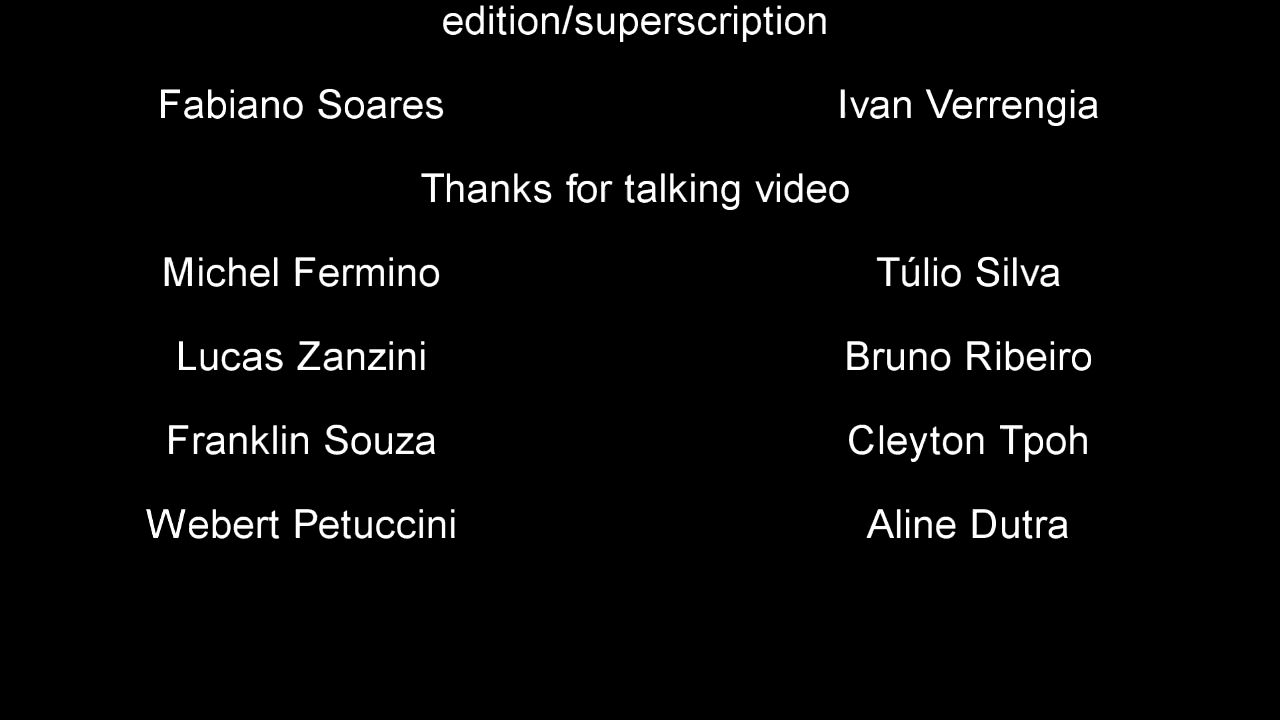 edition/superscription
Fabiano Soares Ivan Verrengia
Thanks for talking video
Michel Fermino Túlio Silva
Lucas Zanzini Bruno Ribeiro
Franklin Souza Cleyton Tpoh
Webert Petuccini Aline Dutra